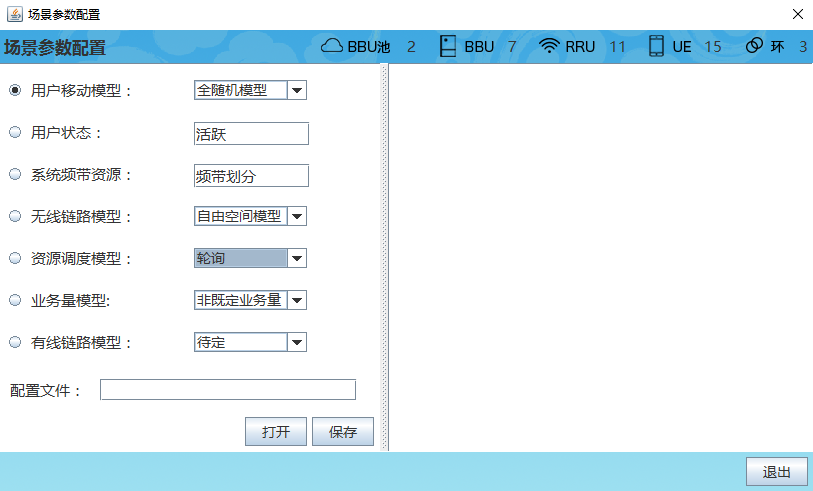 场景参数配置
场景参数配置 BBU池 2 BBU 7 RRU 11 UE 15 环 3
用户移动模型： 全随机模型
用户状态： 活跃
系统频带资源： 频带划分
无线链路模型： 自由空间模型
资源调度模型： 轮询
业务量模型: 非既定业务量
有线链路模型： 待定
配置文件：
打开 保存
退出